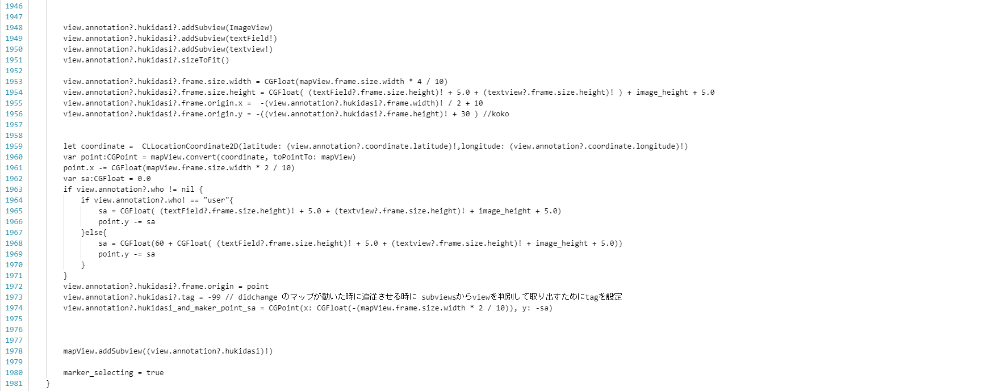 1946
1947
1948 view.annotation?.hukidasi?.addSubview(ImageView)
1949 view.annotation?.hukidasi?.addSubview(textField!)
1950 view.annotation?.hukidasi?.addSubview(textview!)
1951 view.annotation?.hukidasi?.sizeToFit()
1952
1953 view.annotation?.hukidasi?.frame.size.width = CGFloat(mapView.frame.size.width * 4 / 10)
1954 view.annotation?.hukidasi?.frame.size.height = CGFloat( (textField?.frame.size.height)! + 5.0 + (textview?.frame.size.height)! ) + image_height + 5.0
1955 view.annotation?.hukidasi?.frame.origin.x =  -(view.annotation?.hukidasi?.frame.width)! / 2 + 10
1956 view.annotation?.hukidasi?.frame.origin.y = -((view.annotation?.hukidasi?.frame.height)! + 30 ) //koko
1957
1958
1959 let coordinate =  CLLocationCoordinate2D(latitude: (view.annotation?.coordinate.latitude)!,longitude: (view.annotation?.coordinate.longitude)!)
1960 var point:CGPoint = mapView.convert(coordinate, toPointTo: mapView)
1961 point.x -= CGFloat(mapView.frame.size.width * 2 / 10)
1962 var sa:CGFloat = 0.0
1963 if view.annotation?.who != nil {
1964     if view.annotation?.who! == "user"{
1965         sa = CGFloat( (textField?.frame.size.height)! + 5.0 + (textview?.frame.size.height)! + image_height + 5.0)
1966         point.y -= sa
1967     }else{
1968         sa = CGFloat(60 + CGFloat( (textField?.frame.size.height)! + 5.0 + (textview?.frame.size.height)! + image_height + 5.0))
1969         point.y -= sa
1970     }
1971 }
1972 view.annotation?.hukidasi?.frame.origin = point
1973 view.annotation?.hukidasi?.tag = -99 // didchange のマップが動いた時に追従させる時に subviewsからviewを判別して取り出すためにtagを設定
1974 view.annotation?.hukidasi_and_maker_point_sa = CGPoint(x: CGFloat(-(mapView.frame.size.width * 2 / 10)), y: -sa)
1975
1976
1977
1978 mapView.addSubview((view.annotation?.hukidasi)!)
1979
1980 marker_selecting = true
1981 }